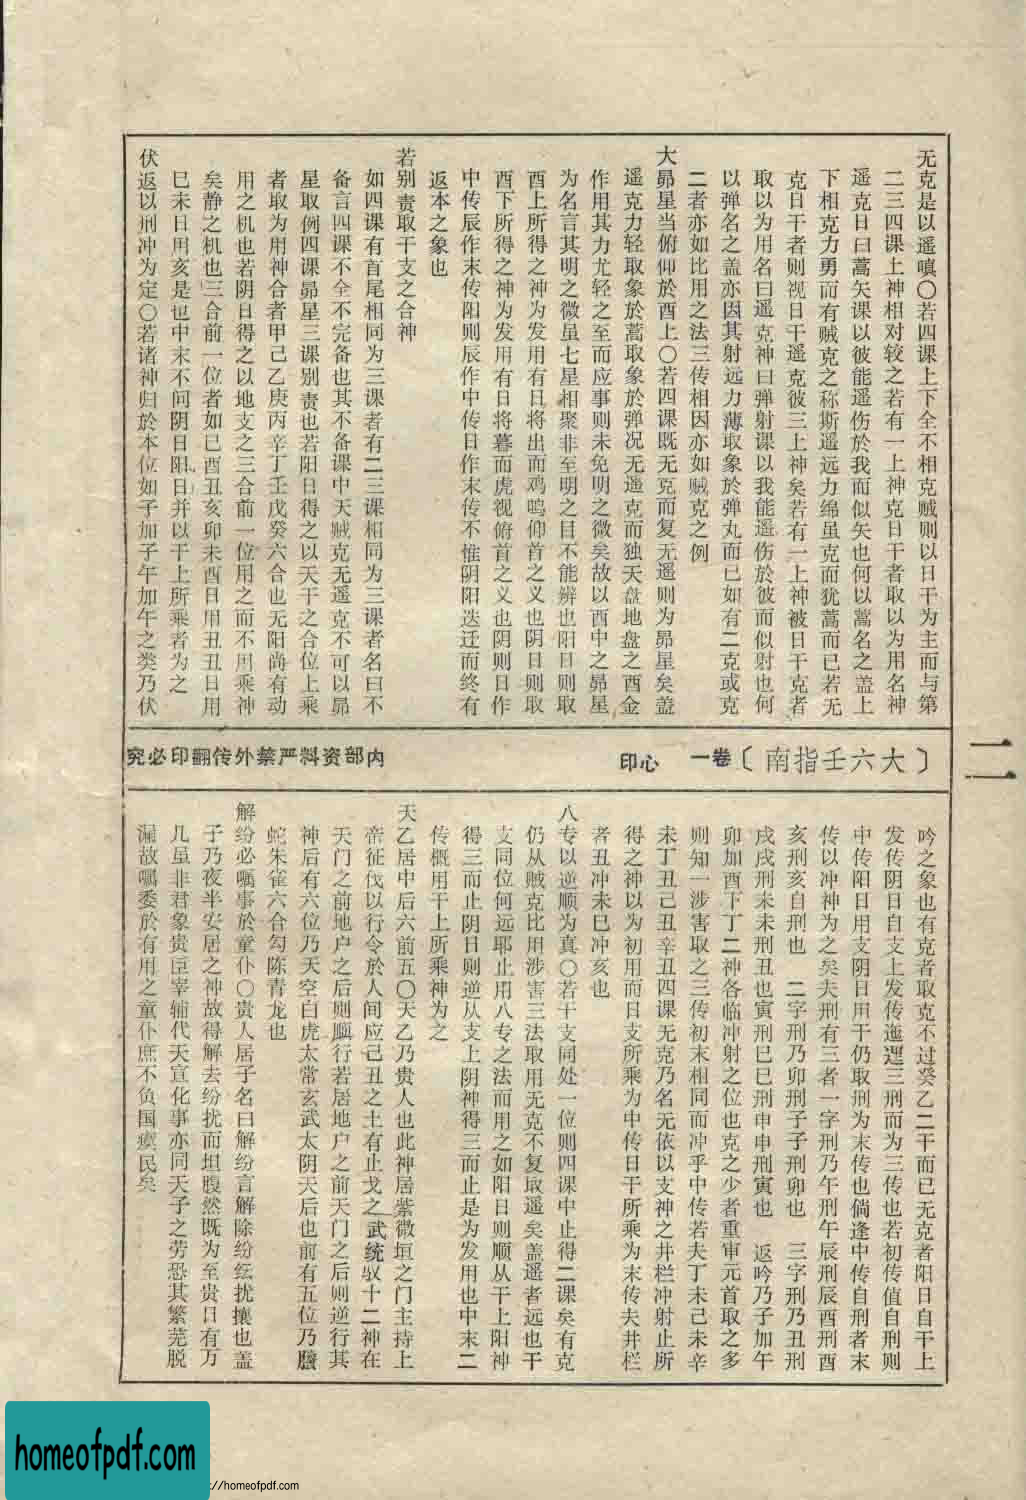 无克是以遥嗔〇若四课上下全不相克贼则以日干为主而与第
二三四课上神相对较之若有一上神克日干者取以为用名神
遥克日曰蒿矢课以彼能遥伤於我而似矢也何以蒿名之盖上
下相克力勇而有贼克之称斯遥远力绵虽克而犹蒿而已若无
克日干者则视日干遥克彼三上神矣若有一上神被日干克者
取以为用名曰遥克神曰弹射课以我能遥伤於彼而似射也何
以弹名之盖亦因其射远力薄取象於弹丸而已如有二克或克
二者亦如比用之法三传相因亦如贼克之例
大昴星当俯仰於酉上〇若四课既无克而复无遥则为昴星矣盖
遥克力轻取象於蒿取象於弹况无遥克而独天盘地盘之酉金
作用其力尤轻之至而应事则未免明之微矣故以酉中之昴星
为名言其明之微虽七星相聚非至明之目不能辨也阳日则取
酉上所得之神为发用有日将出而鸡鸣仰首之义也阴日则取
酉下所得之神为发用有日将暮而虎视俯首之义也阴则日作
中传辰作末传阳则辰作中传日作末传不惟阴阳迭迁而终有
返本之象也
若别责取干支之合神
如四课有首尾相同为三课者有二三课相同为三课者名曰不
备言四课不全不完备也其不备课中天贼克无遥克不可以昴
星取例四课昴星三课别责也若阳日得之以天干之合位上乘
者取为用神合者甲己乙庚丙辛丁壬戊癸六合也无阳尚有动
用之机也若阴日得之以地支之三合前一位用之而不用乘神
矣静之机也三合前一位者如巳酉丑亥卯未酉日用丑丑日用
巳未日用亥是也中末不问阴日阳日并以干上所乘者为之
伏返以刑冲为定〇若诸神归於本位如子加子午加午之类乃伏
〔大六壬指南〕卷一 心印 内部资料严禁外传翻印必究
二
吟之象也有克者取克不过癸乙二干而已无克者阳日自干上
发传阴日自支上发传迤逦三刑而为三传也若初传值自刑则
中传阳日用支阴日用干仍取刑为末传也倘逢中传自刑者末
传以冲神为之矣夫刑有三者一字刑乃午刑午辰刑辰酉刑酉
亥刑亥自刑也 二字刑乃卯刑子子刑卯也 三字刑乃丑刑
戌戌刑未未刑丑也寅刑巳巳刑申申刑寅也 返吟乃子加午
卯加酉下丁二神各临冲射之位也克之少者重审元首取之多
则知一涉害取之三传初末相同而冲乎中传若夫丁未己未辛
未丁丑己丑辛丑四课无克乃名无依以支神之井栏冲射止所
得之神以为初用而日支所乘为中传日干所乘为末传夫井栏
者丑冲未巳冲亥也
八专以逆顺为真〇若干支同处一位则四课中止得二课矣有克
仍从贼克比用涉害三法取用无克不复取遥矣盖遥者远也干
支同位何远耶止用八专之法而用之如阳日则顺从干上阳神
得三而止阴日则逆从支上阴神得三而止是为发用也中末二
传概用干上所乘神为之
天乙居中后六前五〇天乙乃贵人也此神居紫微垣之门主持上
帝征伐以行令於人间应己丑之土有止戈之武统驭十二神在
天门之前地户之后则顺行若居地户之前天门之后则逆行其
神后有六位乃天空白虎太常玄武太阴天后也前有五位乃螣
蛇朱雀六合勾陈青龙也
解纷必嘱事於童仆〇贵人居子名曰解纷言解除纷纭扰攘也盖
子乃夜半安居之神故得解去纷扰而坦腹然既为至贵日有万
几虽非君象贵臣宰辅代天宣化事亦同天子之劳恐其繁芜脱
漏故嘱委於有用之童仆庶不负国瘼民矣
homeofpdf.com
://homeofpdf.com